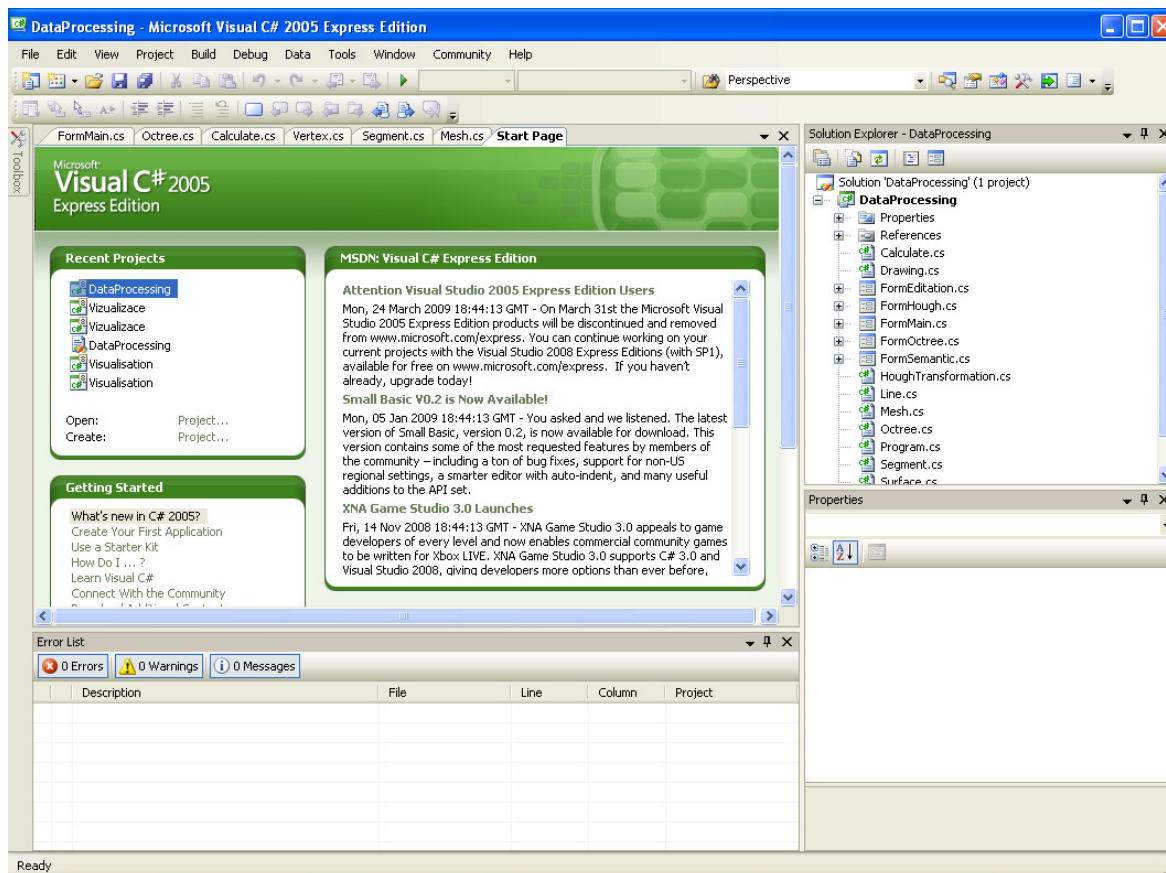 DataProcessing - Microsoft Visual C# 2005 Express Edition
File Edit View Project Build Debug Data Tools Window Community Help
Perspective
Toolbox
FormMain.cs Octree.cs Calculate.cs Vertex.cs Segment.cs Mesh.cs Start Page
Microsoft
Visual C# 2005
Express Edition
Recent Projects
DataProcessing
Vizualizace
Vizualizace
DataProcessing
Visualisation
Visualisation
Open: Project...
Create: Project...
Getting Started
What's new in C# 2005?
Create Your First Application
Use a Starter Kit
How Do I ... ?
Learn Visual C#
Connect With the Community
MSDN: Visual C# Express Edition
Attention Visual Studio 2005 Express Edition Users
Mon, 24 March 2009 18:44:13 GMT - On March 31st the Microsoft Visual
Studio 2005 Express Edition products will be discontinued and removed
from www.microsoft.com/express. You can continue working on your
current projects with the Visual Studio 2008 Express Editions (with SP1),
available for free on www.microsoft.com/express. If you haven't
already, upgrade today!
Small Basic V0.2 is Now Available!
Mon, 05 Jan 2009 18:44:13 GMT - You asked and we listened. The latest
version of Small Basic, version 0.2, is now available for download. This
version contains some of the most requested features by members of
the community – including a ton of bug fixes, support for non-US
regional settings, a smarter editor with auto-indent, and many useful
additions to the API set.
XNA Game Studio 3.0 Launches
Fri, 14 Nov 2008 18:44:13 GMT - XNA Game Studio 3.0 appeals to game
developers of every level and now enables commercial community games
to be written for Xbox LIVE. XNA Game Studio 3.0 supports C# 3.0 and
Visual Studio 2008, giving developers more options than ever before,
Solution Explorer - DataProcessing
Solution 'DataProcessing' (1 project)
DataProcessing
Properties
References
Calculate.cs
Drawing.cs
FormEditation.cs
FormHough.cs
FormMain.cs
FormOctree.cs
FormSemantic.cs
HoughTransformation.cs
Line.cs
Mesh.cs
Octree.cs
Program.cs
Segment.cs
Surface.cs
Properties
Error List
0 Errors 0 Warnings 0 Messages
Description File Line Column Project
Ready